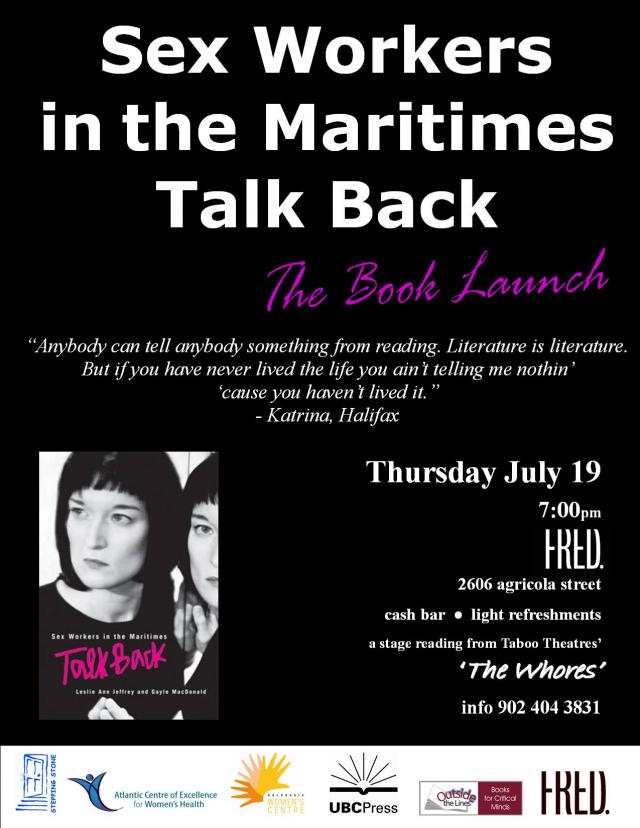 Sex Workers
in the Maritimes
Talk Back
The Book Launch
“Anybody can tell anybody something from reading. Literature is literature.
But if you have never lived the life you ain’t telling me nothin’
‘cause you haven’t lived it.”
- Katrina, Halifax
Thursday July 19
7:00pm
FRED.
2606 agricola street
cash bar ● light refreshments
a stage reading from Taboo Theatres’
‘The Whores’
info 902 404 3831
Sex Workers in the Maritimes
Talk Back
Leslie Ann Jeffrey and Gayle MacDonald
STEPPING STONE
Atlantic Centre of Excellence
for Women's Health
DALHOUSIE
WOMEN'S
CENTRE
UBCPress
Outside
the Lines
Books
for Critical
Minds
FRED.